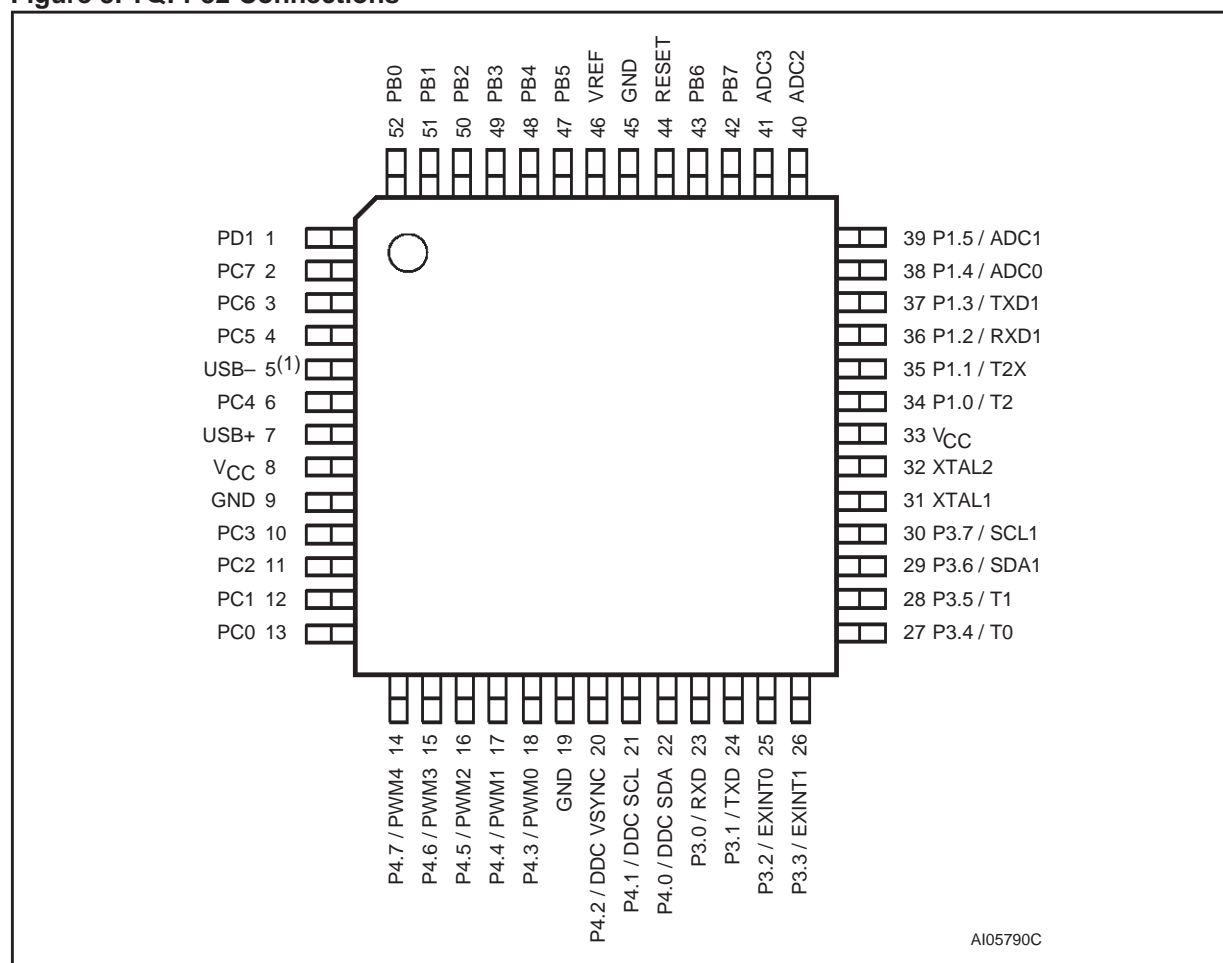 52 PB0
51 PB1
50 PB2
49 PB3
48 PB4
47 PB5
46 VREF
45 GND
44 RESET
43 PB6
42 PB7
41 ADC3
40 ADC2
PD1 1
PC7 2
PC6 3
PC5 4
USB– 5(1)
PC4 6
USB+ 7
VCC 8
GND 9
PC3 10
PC2 11
PC1 12
PC0 13
39 P1.5 / ADC1
38 P1.4 / ADC0
37 P1.3 / TXD1
36 P1.2 / RXD1
35 P1.1 / T2X
34 P1.0 / T2
33 VCC
32 XTAL2
31 XTAL1
30 P3.7 / SCL1
29 P3.6 / SDA1
28 P3.5 / T1
27 P3.4 / T0
P4.7 / PWM4 14
P4.6 / PWM3 15
P4.5 / PWM2 16
P4.4 / PWM1 17
P4.3 / PWM0 18
GND 19
P4.2 / DDC VSYNC 20
P4.1 / DDC SCL 21
P4.0 / DDC SDA 22
P3.0 / RXD 23
P3.1 / TXD 24
P3.2 / EXINT0 25
P3.3 / EXINT1 26
AI05790C